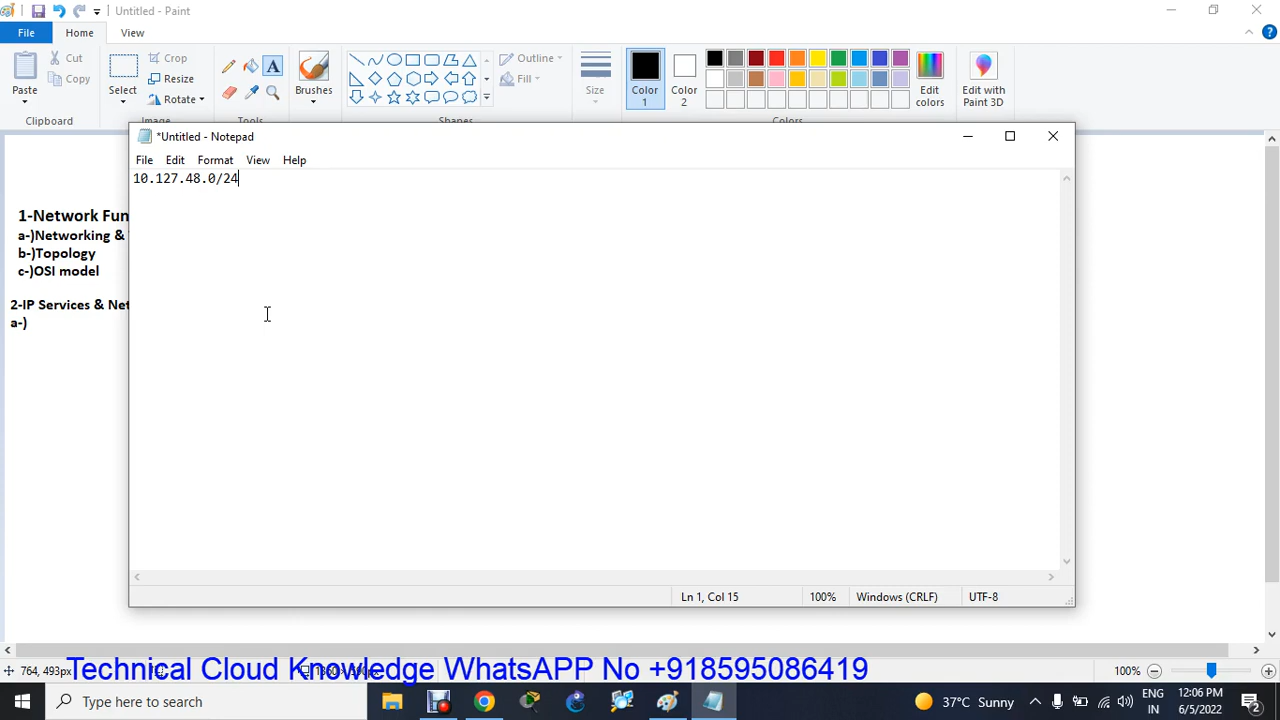 Untitled - Paint
File Home View
Cut
Copy
Paste
Clipboard
Crop
Resize
Rotate
Select
Image
A
Tools
Brushes
Outline
Fill
Shapes
Size
Color 1
Color 2
Edit colors
Colors
Edit with Paint 3D
*Untitled - Notepad
File Edit Format View Help
10.127.48.0/24
1-Network Fun
a-)Networking &
b-)Topology
c-)OSI model
2-IP Services & Net
a-)
Ln 1, Col 15 100% Windows (CRLF) UTF-8
764, 493px
100%
Technical Cloud Knowledge WhatsAPP No +918595086419
Type here to search
37°C Sunny
ENG IN
12:06 PM
6/5/2022
2